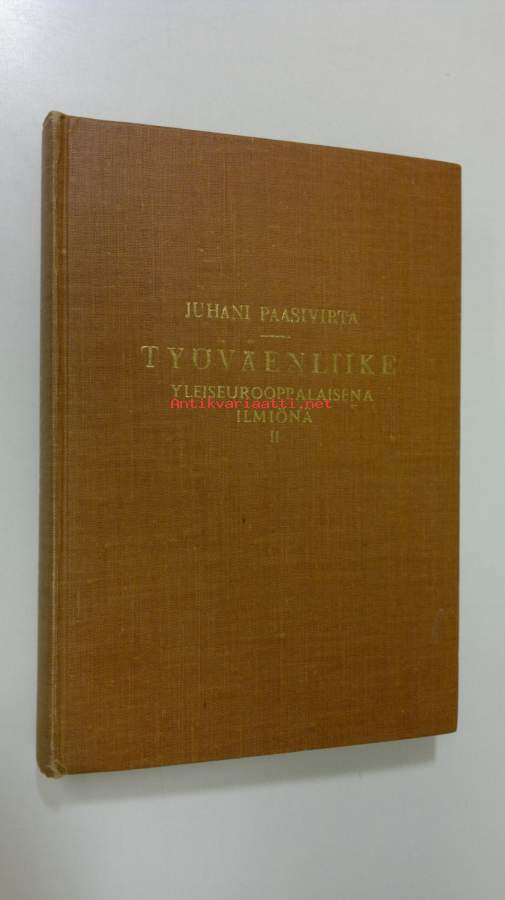 JUHANI PAASIVIRTA
TYÖVÄENLIIKE
YLEISEUROOPPALAISENA
Antikvariaatti.net
ILMIÖNÄ
II